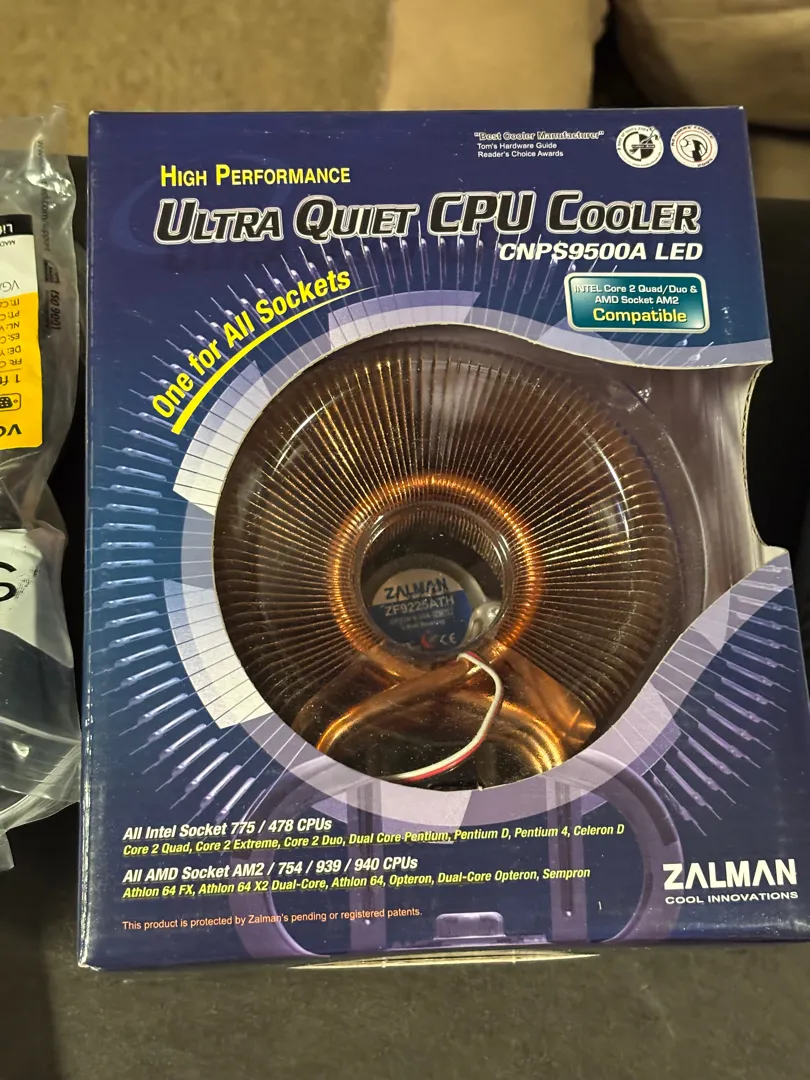 "Best Cooler Manufacturer"
Tom's Hardware Guide
Reader's Choice Awards
HIGH PERFORMANCE
ULTRA QUIET CPU COOLER
CNPS9500A LED
One for All Sockets
INTEL Core 2 Quad/Duo &
AMD Socket AM2
Compatible
ZALMAN
ZF9225ATH
CE
All Intel Socket 775 / 478 CPUs
Core 2 Quad, Core 2 Extreme, Core 2 Duo, Dual Core Pentium, Pentium D, Pentium 4, Celeron D
All AMD Socket AM2 / 754 / 939 / 940 CPUs
Athlon 64 FX, Athlon 64 X2 Dual-Core, Athlon 64, Opteron, Dual-Core Opteron, Sempron
This product is protected by Zalman's pending or registered patents.
ZALMAN
COOL INNOVATIONS